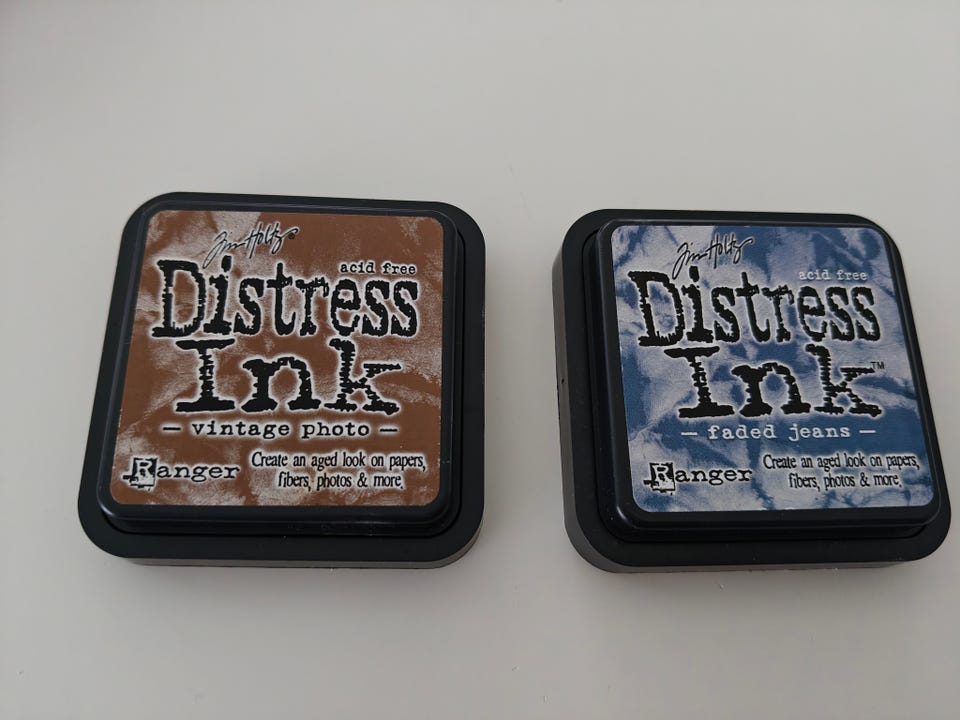 Tim Holtz®
acid free
Distress
Ink
— vintage photo —
Ranger
Create an aged look on papers,
fibers, photos & more.
Tim Holtz
acid free
Distress
Ink™
— faded jeans —
Ranger
Create an aged look on papers,
fibers, photos & more.